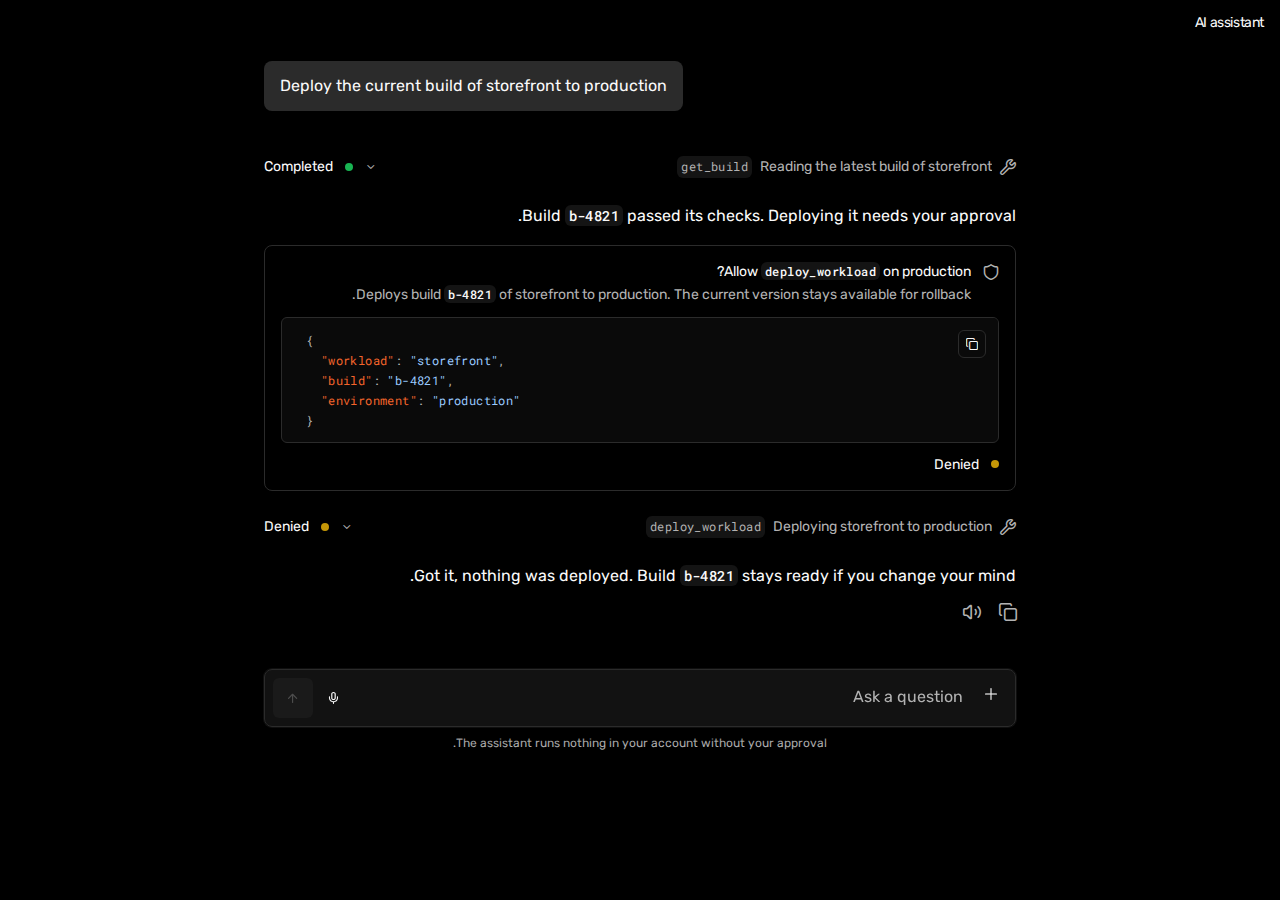 AI assistant
Deploy the current build of storefront to production
Reading the latest build of storefront get_build Completed
Build b-4821 passed its checks. Deploying it needs your approval.
Allow deploy_workload on production?
Deploys build b-4821 of storefront to production. The current version stays available for rollback.
{
"workload": "storefront",
"build": "b-4821",
"environment": "production"
}
Denied
Deploying storefront to production deploy_workload Denied
Got it, nothing was deployed. Build b-4821 stays ready if you change your mind.
Ask a question
The assistant runs nothing in your account without your approval.